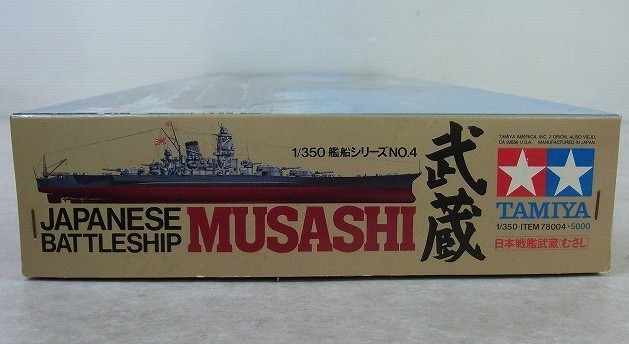 1/350 艦船シリーズNO.4
JAPANESE
BATTLESHIP
MUSASHI
武蔵
TAMIYA AMERICA, INC. 2 ORION, ALISO VIEJO,
CA 92656 U.S.A. MANUFACTURED IN JAPAN
TAMIYA
1/350 ITEM 78004 •5000
日本戦艦武蔵(むさし)